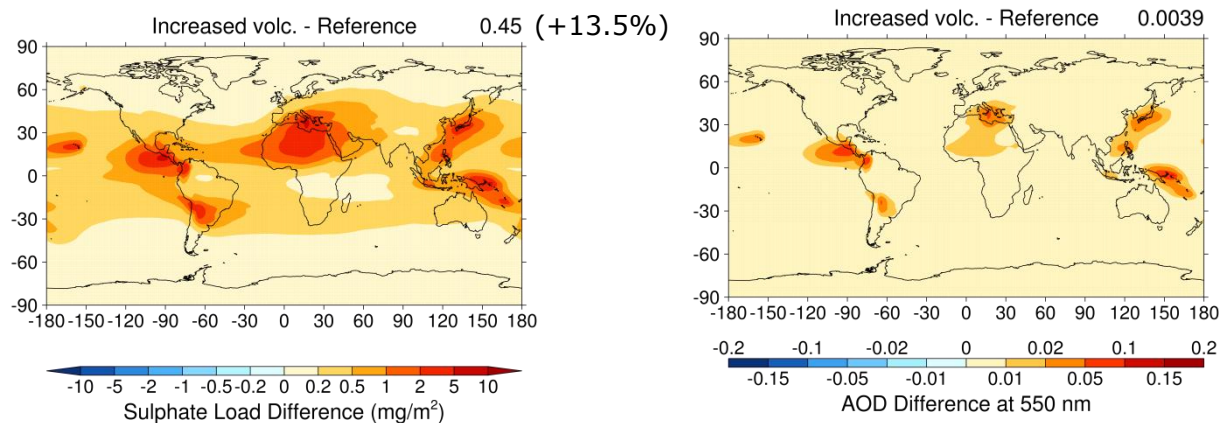 Increased volc. - Reference 0.45 (+13.5%)
90
60
30
0
-30
-60
-90
-180 -150 -120 -90 -60 -30 0 30 60 90 120 150 180
-10 -5 -2 -1 -0.5 -0.2 0 0.2 0.5 1 2 5 10
Sulphate Load Difference (mg/m²)
Increased volc. - Reference 0.0039
90
60
30
0
-30
-60
-90
-180 -150 -120 -90 -60 -30 0 30 60 90 120 150 180
-0.2 -0.1 -0.02 0 0.02 0.1 0.2
-0.15 -0.05 -0.01 0.01 0.05 0.15
AOD Difference at 550 nm